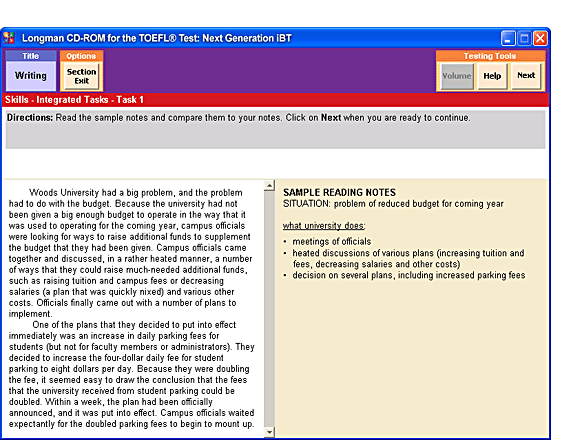 Longman CD-ROM for the TOEFL® Test: Next Generation iBT
Title
Options
Testing Tools
Writing
Section
Exit
Volume
Help
Next
Skills - Integrated Tasks - Task 1
Directions: Read the sample notes and compare them to your notes. Click on Next when you are ready to continue.
Woods University had a big problem, and the problem
had to do with the budget. Because the university had not
been given a big enough budget to operate in the way that it
was used to operating for the coming year, campus officials
were looking for ways to raise additional funds to supplement
the budget that they had been given. Campus officials came
together and discussed, in a rather heated manner, a number
of ways that they could raise much-needed additional funds,
such as raising tuition and campus fees or decreasing
salaries (a plan that was quickly nixed) and various other
costs. Officials finally came out with a number of plans to
implement.
One of the plans that they decided to put into effect
immediately was an increase in daily parking fees for
students (but not for faculty members or administrators). They
decided to increase the four-dollar daily fee for student
parking to eight dollars per day. Because they were doubling
the fee, it seemed easy to draw the conclusion that the fees
that the university received from student parking could be
doubled. Within a week, the plan had been officially
announced, and it was put into effect. Campus officials waited
expectantly for the doubled parking fees to begin to mount up.
SAMPLE READING NOTES
SITUATION: problem of reduced budget for coming year
what university does:
• meetings of officials
• heated discussions of various plans (increasing tuition and
fees, decreasing salaries and other costs)
• decision on several plans, including increased parking fees